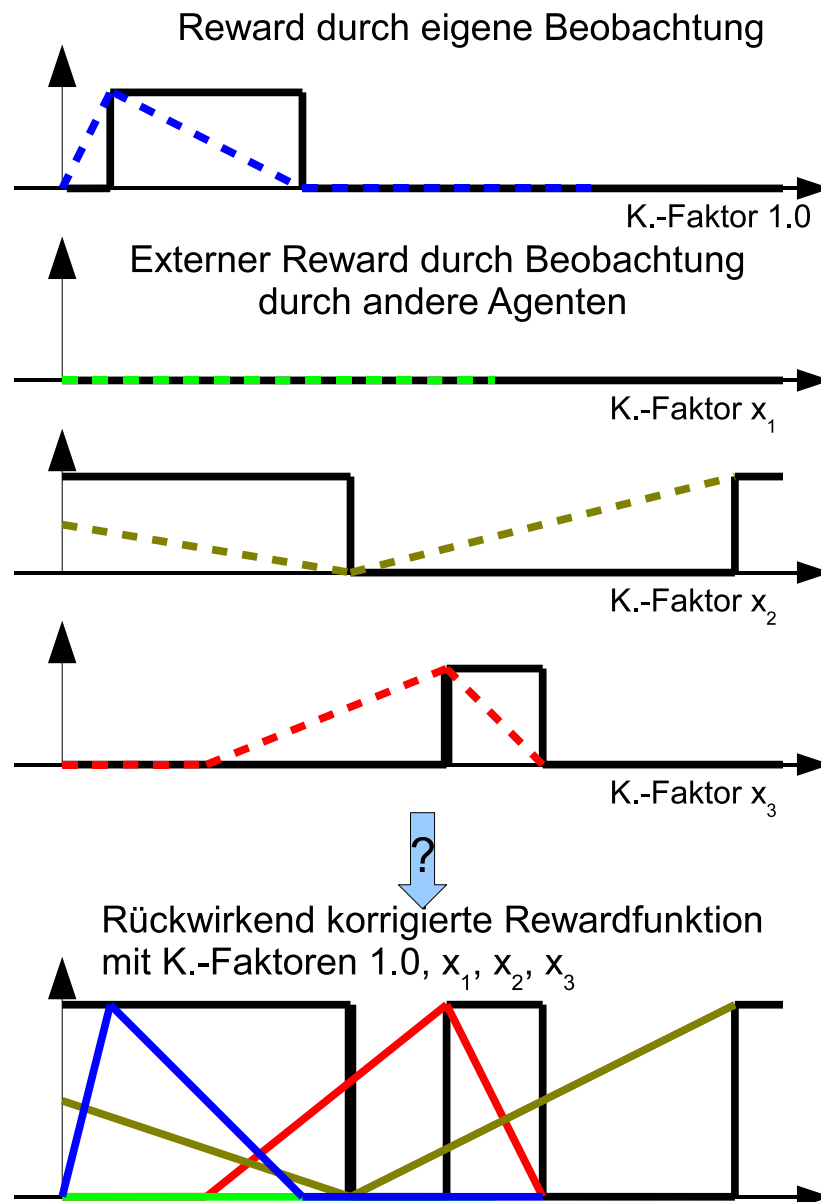 Reward durch eigene Beobachtung
K.-Faktor 1.0
Externer Reward durch Beobachtung
durch andere Agenten
K.-Faktor x₁
K.-Faktor x₂
K.-Faktor x₃
?
Rückwirkend korrigierte Rewardfunktion
mit K.-Faktoren 1.0, x₁, x₂, x₃